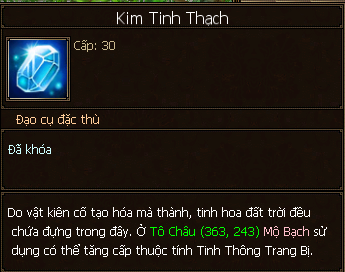 Kim Tinh Thạch
Cấp: 30
Đạo cụ đặc thù
Đã khóa
Do vật kiên cố tạo hóa mà thành, tinh hoa đất trời đều
chứa đựng trong đây. Ở Tô Châu (363, 243) Mộ Bạch sử
dụng có thể tăng cấp thuộc tính Tinh Thông Trang Bị.